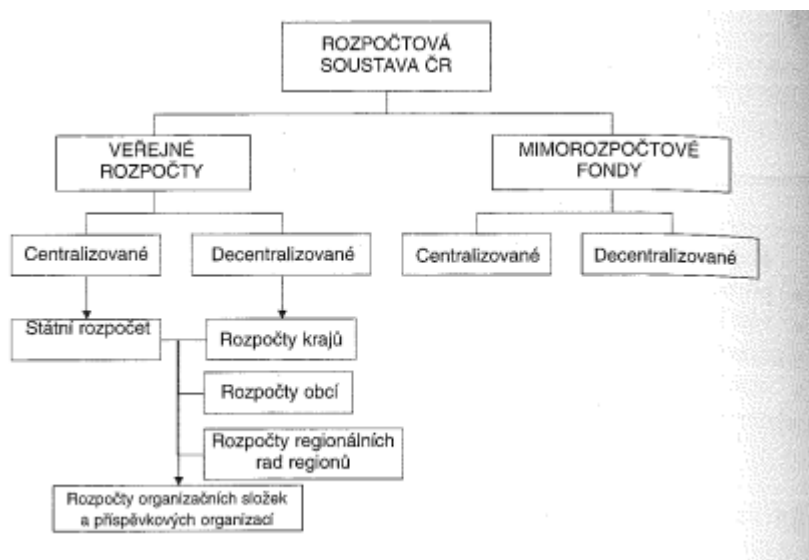 ROZPOČTOVÁ
SOUSTAVA ČR
VEŘEJNÉ
ROZPOČTY
MIMOROZPOČTOVÉ
FONDY
Centralizované
Decentralizované
Centralizované
Decentralizované
Státní rozpočet
Rozpočty krajů
Rozpočty obcí
Rozpočty regionálních
rad regionů
Rozpočty organizačních složek
a příspěvkových organizací